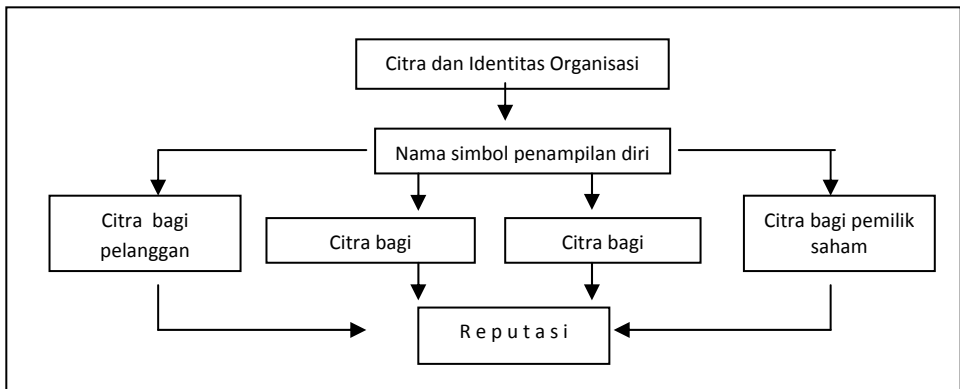 Citra dan Identitas Organisasi
Nama simbol penampilan diri
Citra bagi
pelanggan
Citra bagi
Citra bagi
Citra bagi pemilik
saham
R e p u t a s i